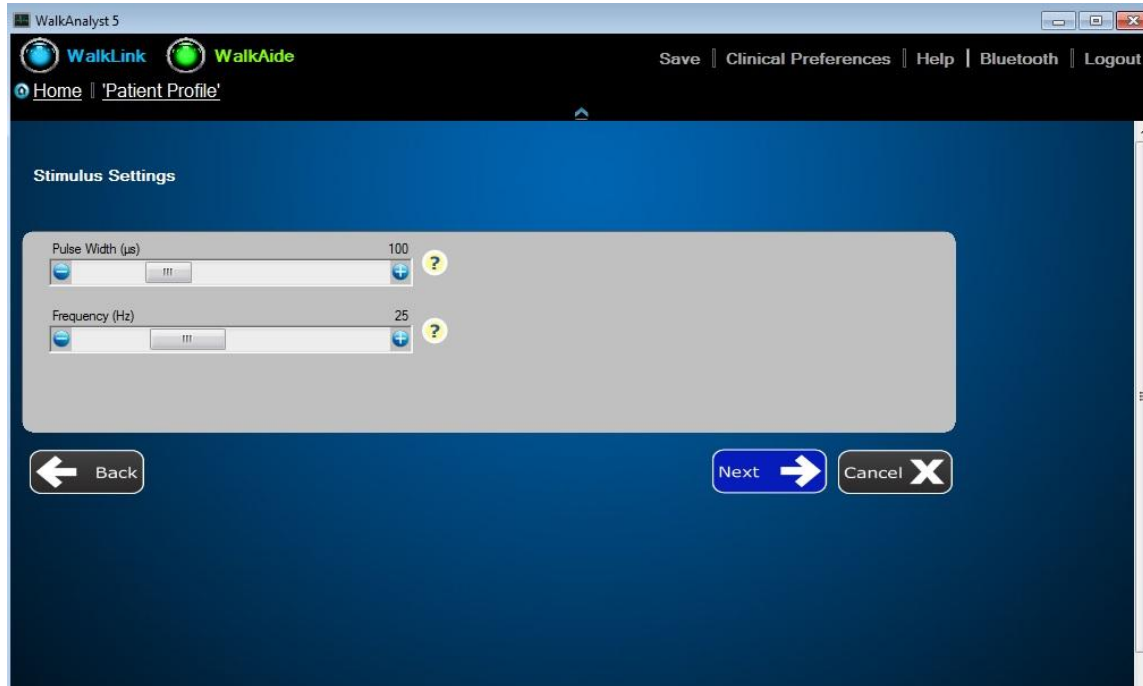 WalkAnalyst 5
WalkLink WalkAide
Save Clinical Preferences Help | Bluetooth Logout
Home 'Patient Profile'
Stimulus Settings
Pulse Width (µs) 100
?
Frequency (Hz) 25
?
Back Next Cancel X